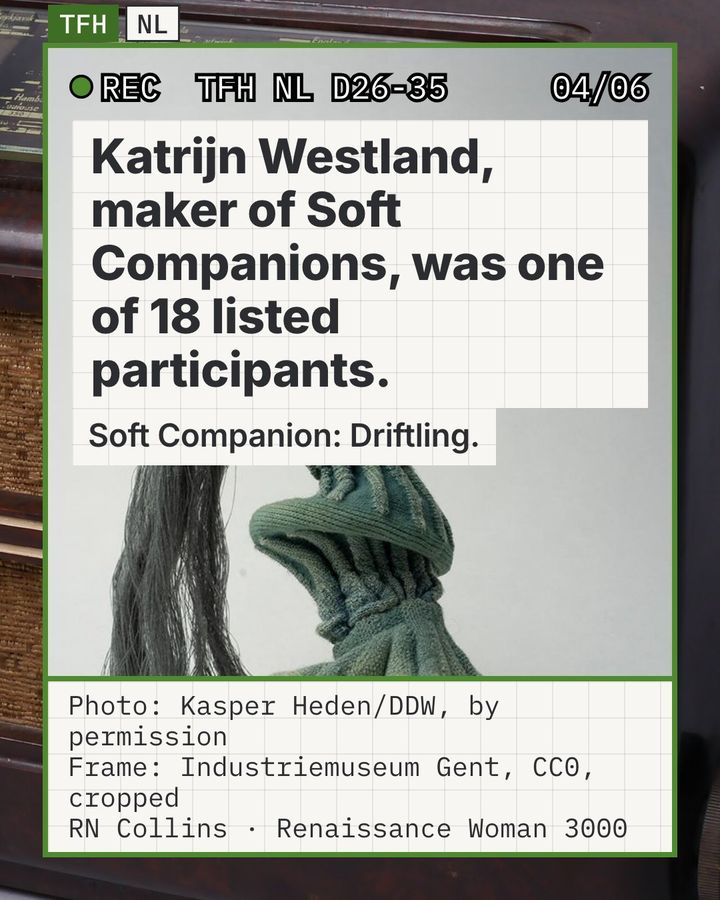 TFH NL
REC TFH NL D26-35 04/06
Katrijn Westland,
maker of Soft
Companions, was one
of 18 listed
participants.
Soft Companion: Driftling.
Photo: Kasper Heden/DDW, by
permission
Frame: Industriemuseum Gent, CC0,
cropped
RN Collins · Renaissance Woman 3000